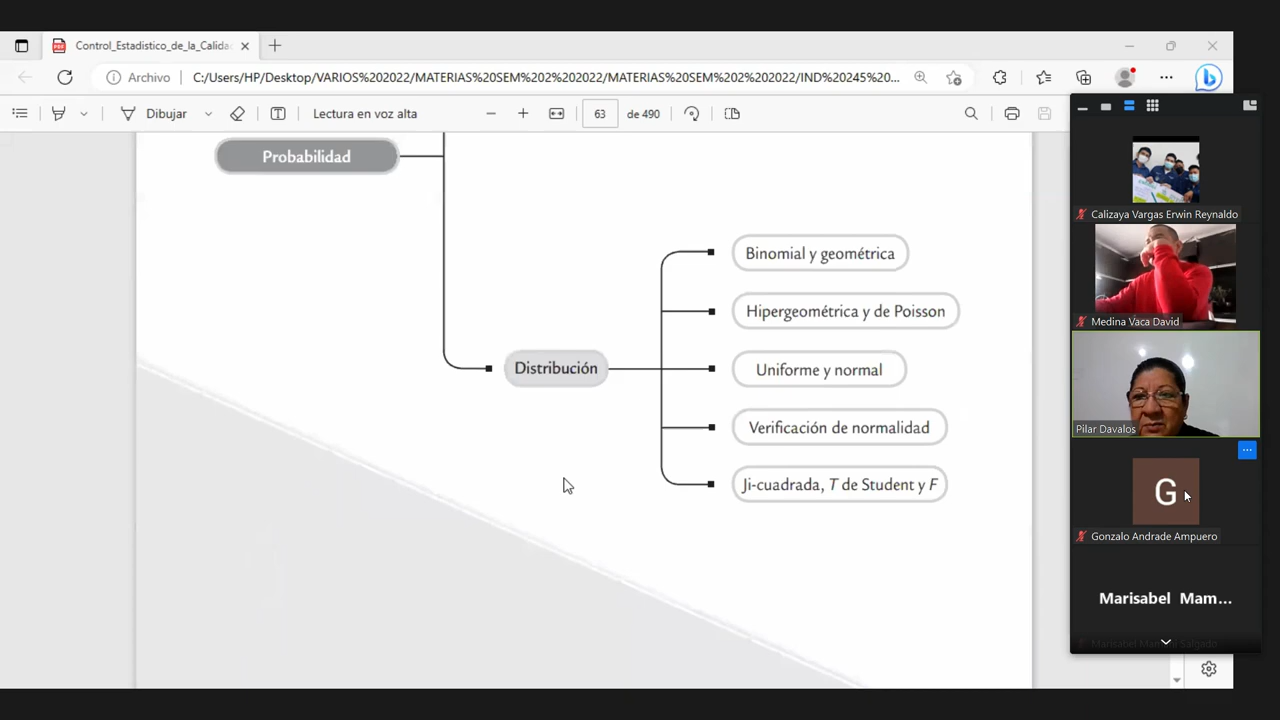 Control_Estadistico_de_la_Calida
Archivo
C:/Users/HP/Desktop/VARIOS%202022/MATERIAS%20SEM%202%202022/MATERIAS%20SEM%202%202022/IND%20245%20...
Dibujar
Lectura en voz alta
63
de 490
Probabilidad
Binomial y geométrica
Hipergeométrica y de Poisson
Distribución
Uniforme y normal
Verificación de normalidad
Ji-cuadrada, T de Student y F
Calizaya Vargas Erwin Reynaldo
Medina Vaca David
Pilar Davalos
G
Gonzalo Andrade Ampuero
Marisabel Mam...